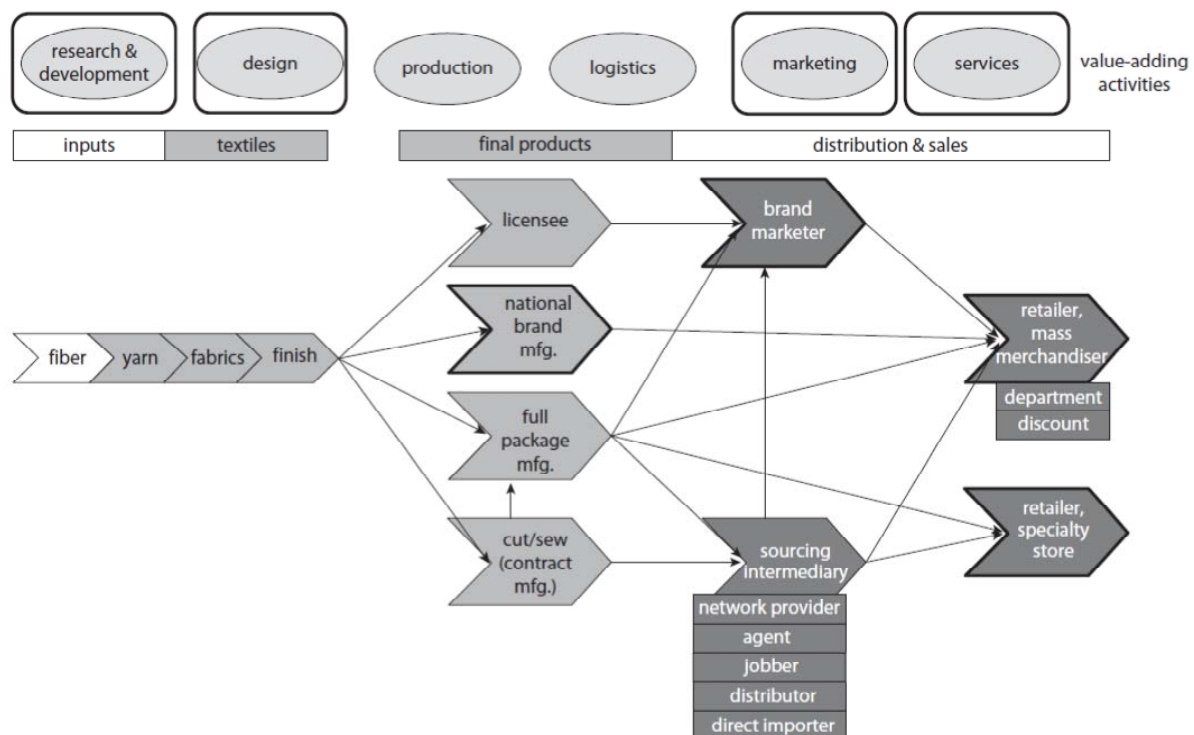 research &
development
design
production
logistics
marketing
services
value-adding
activities
inputs
textiles
final products
distribution & sales
licensee
brand
marketer
national
brand
mfg.
retailer,
mass
merchandiser
department
discount
fiber
yarn
fabrics
finish
full
package
mfg.
cut/sew
(contract
mfg.)
sourcing
intermediary
network provider
agent
jobber
distributor
direct importer
retailer,
specialty
store